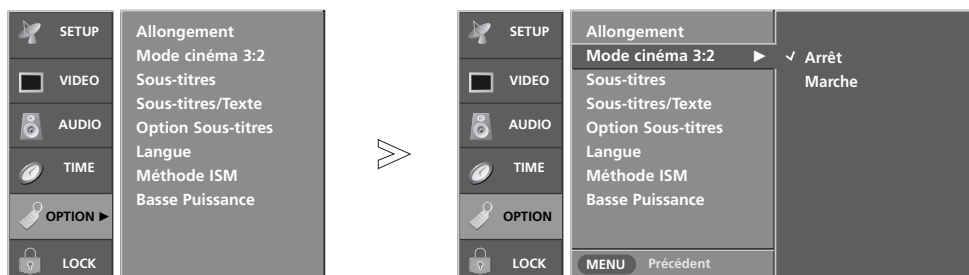 SETUP
VIDEO
AUDIO
TIME
OPTION ►
LOCK
Allongement
Mode cinéma 3:2
Sous-titres
Sous-titres/Texte
Option Sous-titres
Langue
Méthode ISM
Basse Puissance
SETUP
VIDEO
AUDIO
TIME
OPTION
LOCK
Allongement
Mode cinéma 3:2 ►
Sous-titres
Sous-titres/Texte
Option Sous-titres
Langue
Méthode ISM
Basse Puissance
MENU Précédent
✓ Arrêt
Marche